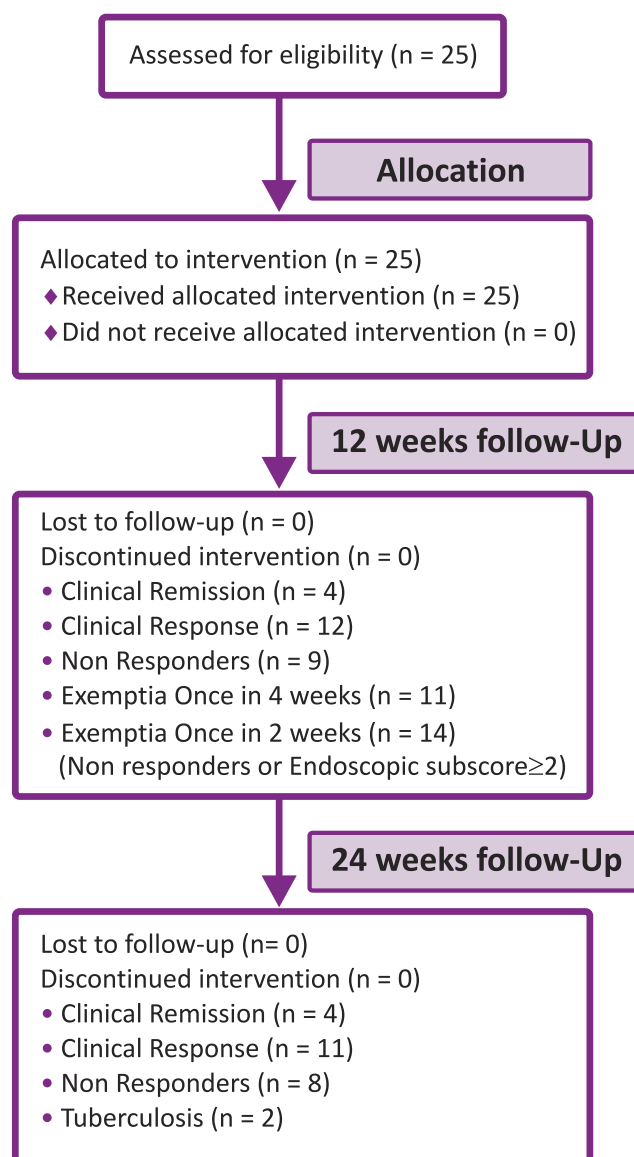 Assessed for eligibility (n = 25)
Allocation
Allocated to intervention (n = 25)
♦Received allocated intervention (n = 25)
♦Did not receive allocated intervention (n = 0)
12 weeks follow-Up
Lost to follow-up (n = 0)
Discontinued intervention (n = 0)
• Clinical Remission (n = 4)
• Clinical Response (n = 12)
• Non Responders (n = 9)
• Exemptia Once in 4 weeks (n = 11)
• Exemptia Once in 2 weeks (n = 14)
(Non responders or Endoscopic subscore≥2)
24 weeks follow-Up
Lost to follow-up (n= 0)
Discontinued intervention (n = 0)
• Clinical Remission (n = 4)
• Clinical Response (n = 11)
• Non Responders (n = 8)
• Tuberculosis (n = 2)